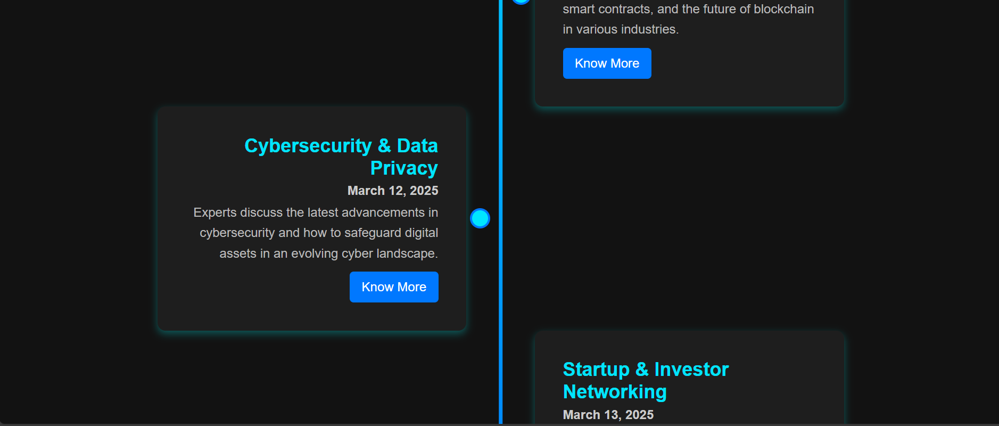 smart contracts, and the future of blockchain
in various industries.
Know More
Cybersecurity & Data
Privacy
March 12, 2025
Experts discuss the latest advancements in
cybersecurity and how to safeguard digital
assets in an evolving cyber landscape.
Know More
Startup & Investor
Networking
March 13, 2025